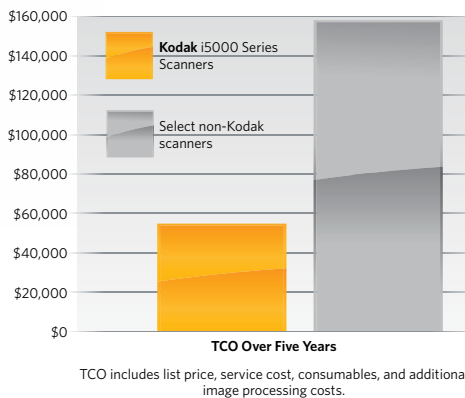 $160,000
$140,000
$120,000
$100,000
$80,000
$60,000
$40,000
$20,000
$0
Kodak i5000 Series
Scanners
Select non-Kodak
scanners
TCO Over Five Years
TCO includes list price, service cost, consumables, and additiona
image processing costs.